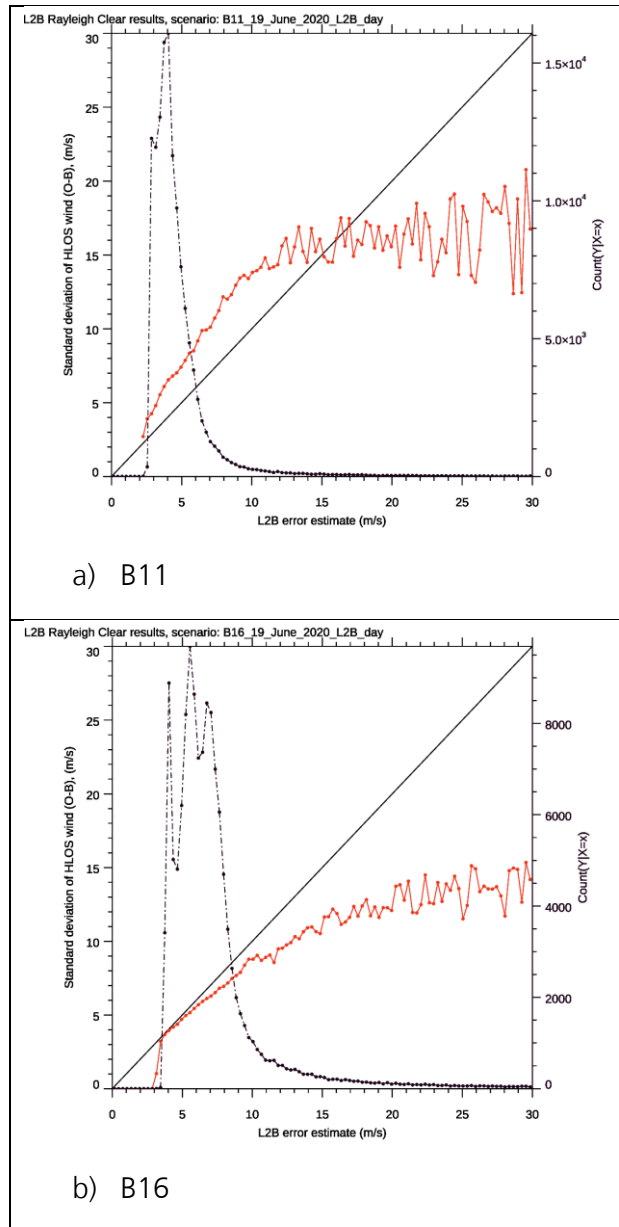 L2B Rayleigh Clear results, scenario: B11_19_June_2020_L2B_day
Standard deviation of HLOS wind (O-B), (m/s)
30
25
20
15
10
5
0
1.5×10⁴
1.0×10⁴
5.0×10³
0
Count(Y|X=x)
0 5 10 15 20 25 30
L2B error estimate (m/s)
a) B11
L2B Rayleigh Clear results, scenario: B16_19_June_2020_L2B_day
Standard deviation of HLOS wind (O-B), (m/s)
30
25
20
15
10
5
0
8000
6000
4000
2000
0
Count(Y|X=x)
0 5 10 15 20 25 30
L2B error estimate (m/s)
b) B16